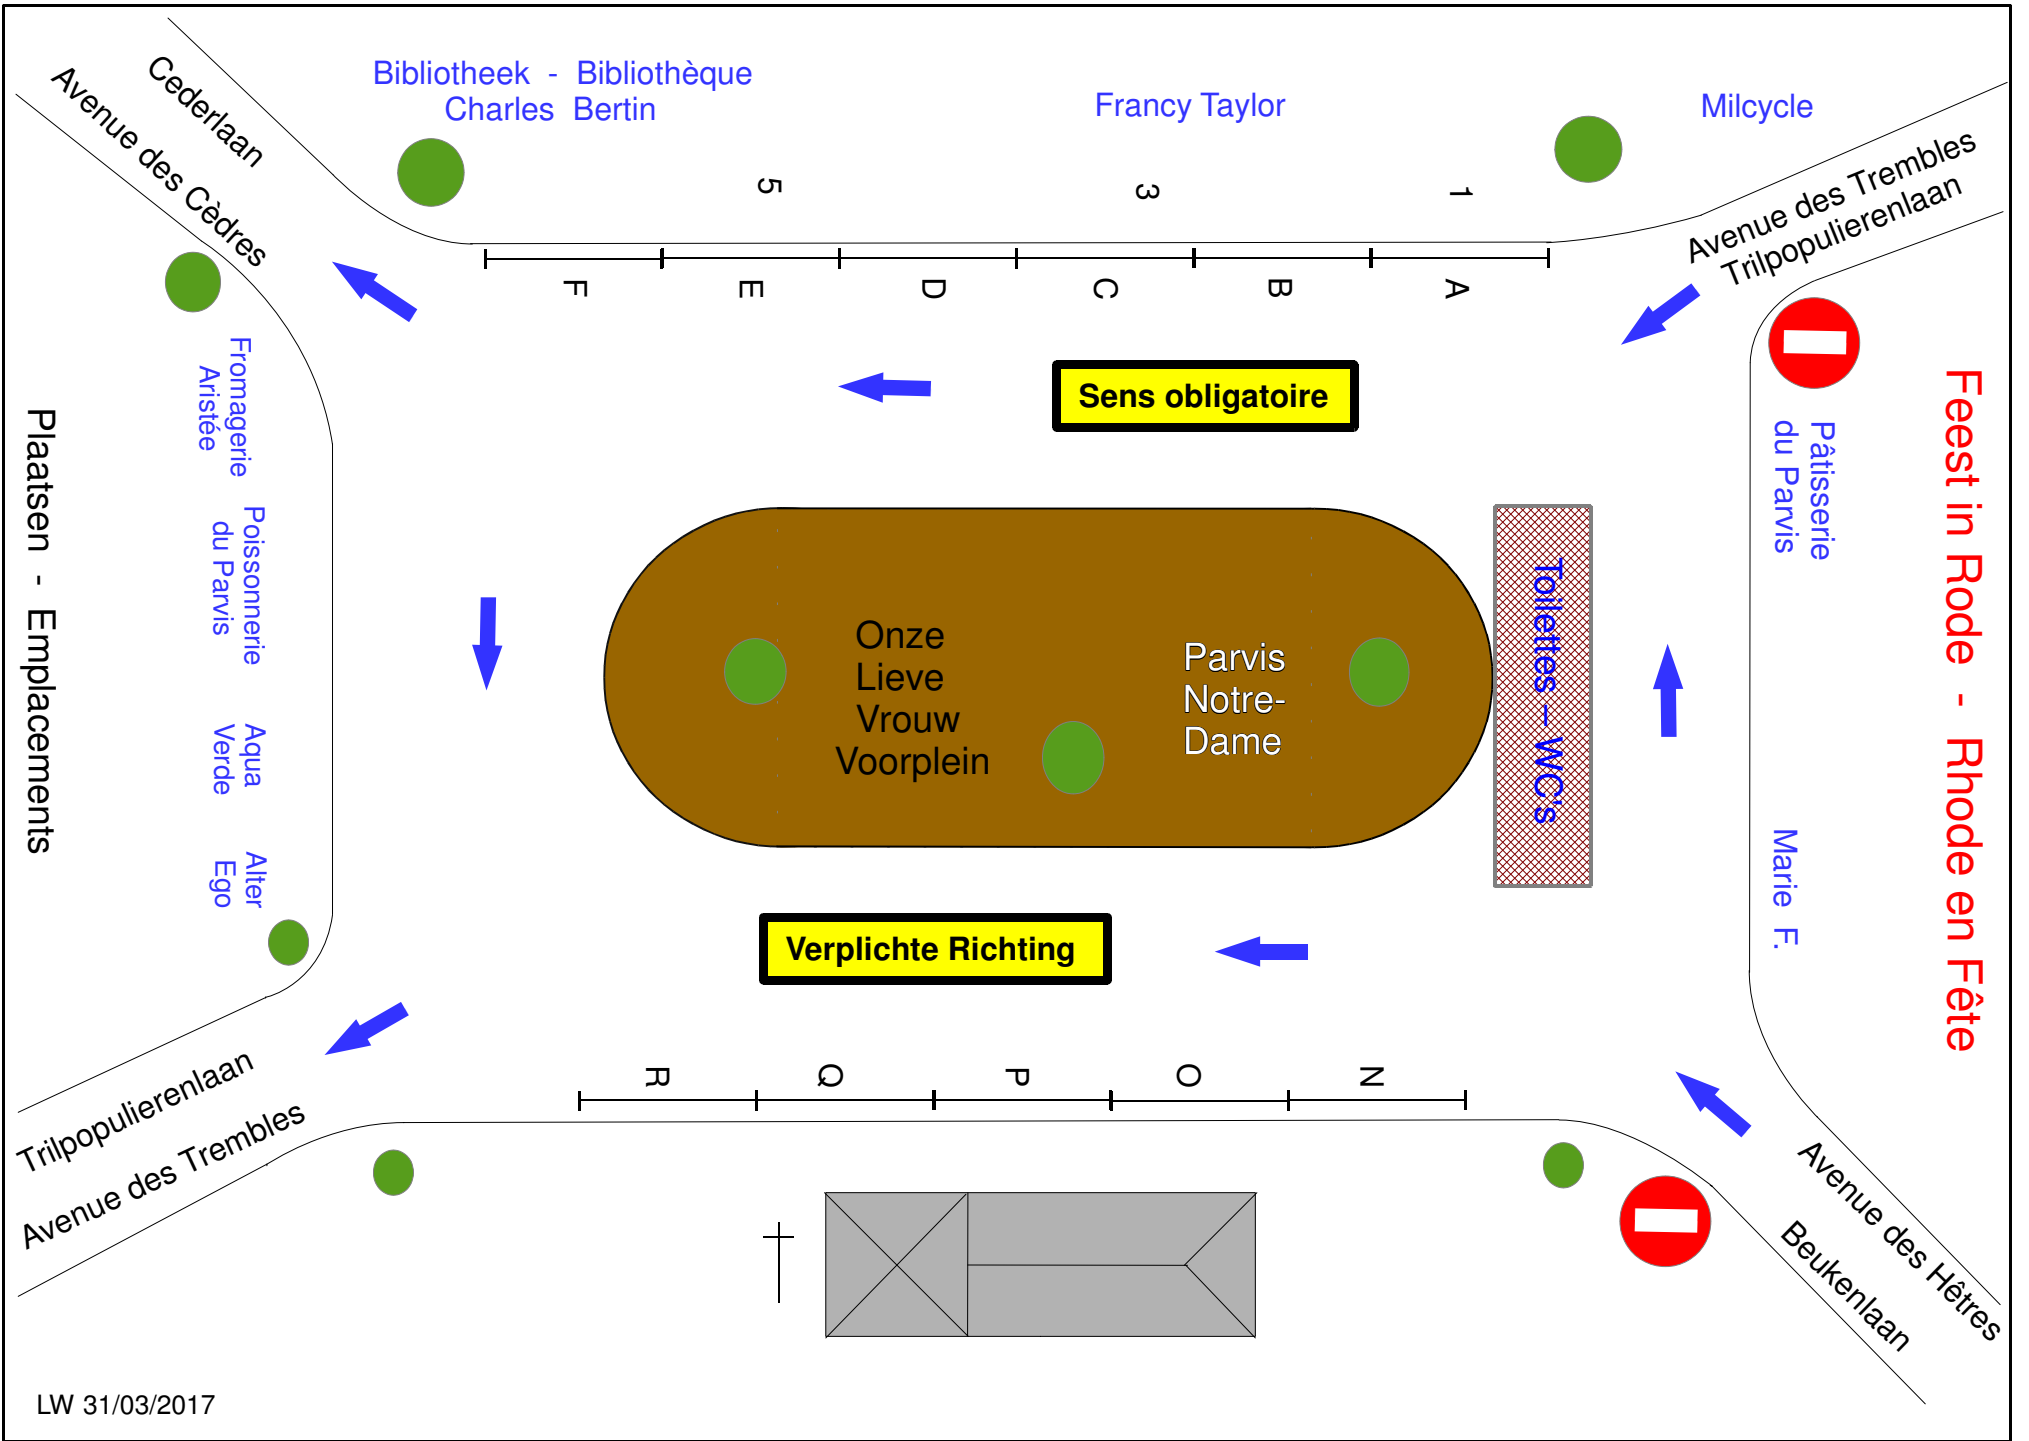 Bibliotheek - Bibliothèque
Charles Bertin
Francy Taylor
Milcycle
Cederlaan
Avenue des Cèdres
Avenue des Trembles
Trilpopulierenlaan
5
3
1
F
E
D
C
B
A
Sens obligatoire
Fromagerie
Aristée
Poissonnerie
du Parvis
Aqua
Verde
Alter
Ego
Plaatsen - Emplacements
Onze
Lieve
Vrouw
Voorplein
Parvis
Notre-
Dame
Toilettes – WC's
Pâtisserie
du Parvis
Marie F.
Feest in Rode - Rhode en Fête
Verplichte Richting
R
Q
P
O
N
Trilpopulierenlaan
Avenue des Trembles
Avenue des Hêtres
Beukenlaan
LW 31/03/2017